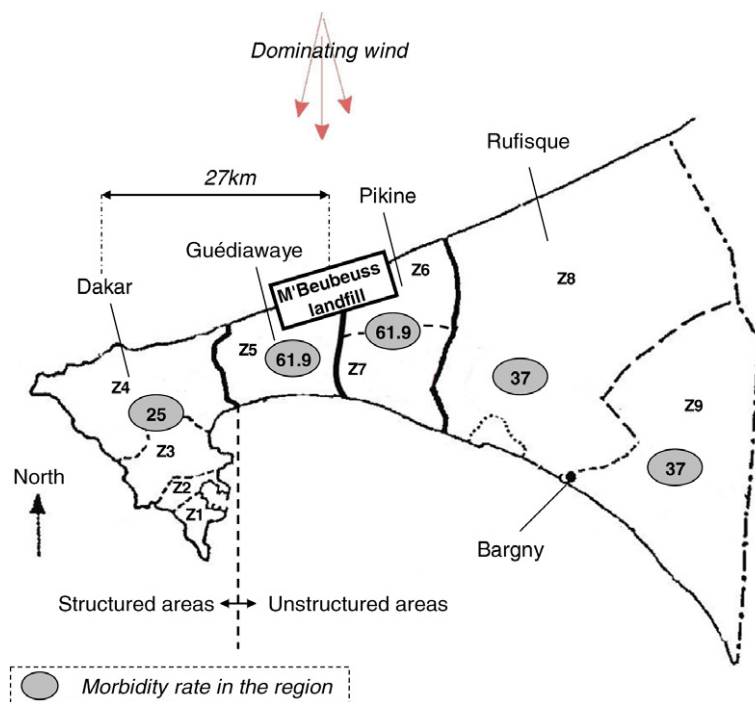 Dominating wind
Rufisque
27km
Pikine
Guédiawaye
Z6
M'Beubeuss
landfill
Z8
Dakar
61.9
Z5
61.9
Z7
Z4
37
25
Z9
Z3
37
North
Z2
Z1
Bargny
Structured areas
Unstructured areas
Morbidity rate in the region